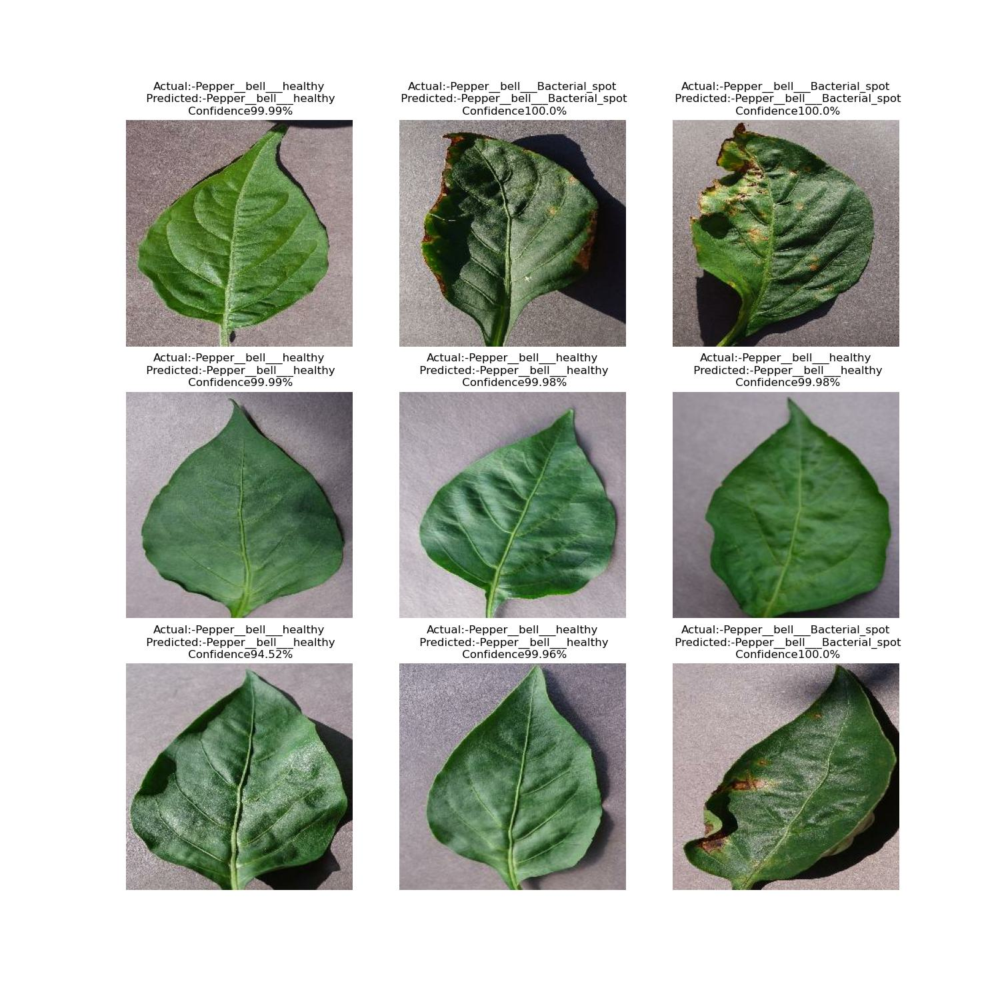 Actual:-Pepper__bell___healthy
Predicted:-Pepper__bell___healthy
Confidence99.99%
Actual:-Pepper__bell___Bacterial_spot
Predicted:-Pepper__bell___Bacterial_spot
Confidence100.0%
Actual:-Pepper__bell___Bacterial_spot
Predicted:-Pepper__bell___Bacterial_spot
Confidence100.0%
Actual:-Pepper__bell___healthy
Predicted:-Pepper__bell___healthy
Confidence99.99%
Actual:-Pepper__bell___healthy
Predicted:-Pepper__bell___healthy
Confidence99.98%
Actual:-Pepper__bell___healthy
Predicted:-Pepper__bell___healthy
Confidence99.98%
Actual:-Pepper__bell___healthy
Predicted:-Pepper__bell___healthy
Confidence94.52%
Actual:-Pepper__bell___healthy
Predicted:-Pepper__bell___healthy
Confidence99.96%
Actual:-Pepper__bell___Bacterial_spot
Predicted:-Pepper__bell___Bacterial_spot
Confidence100.0%